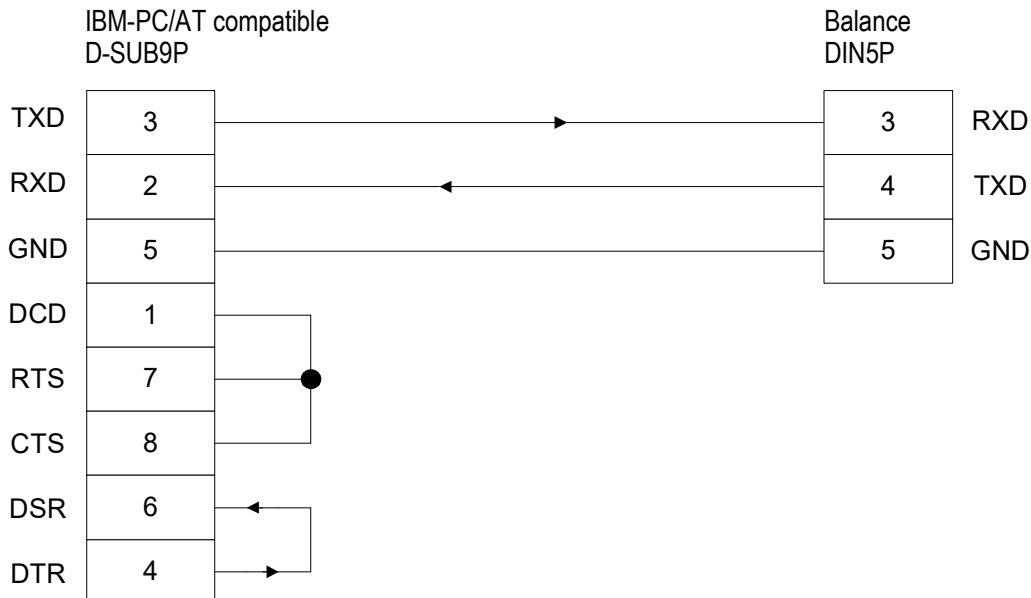 IBM-PC/AT compatible
D-SUB9P
Balance
DIN5P
TXD 3 3 RXD
RXD 2 4 TXD
GND 5 5 GND
DCD 1
RTS 7
CTS 8
DSR 6
DTR 4